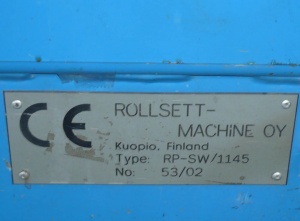 CE
ROLLSETT-
MACHINE OY
Kuopio, Finland
Type: RP-SW/1145
No: 53/02